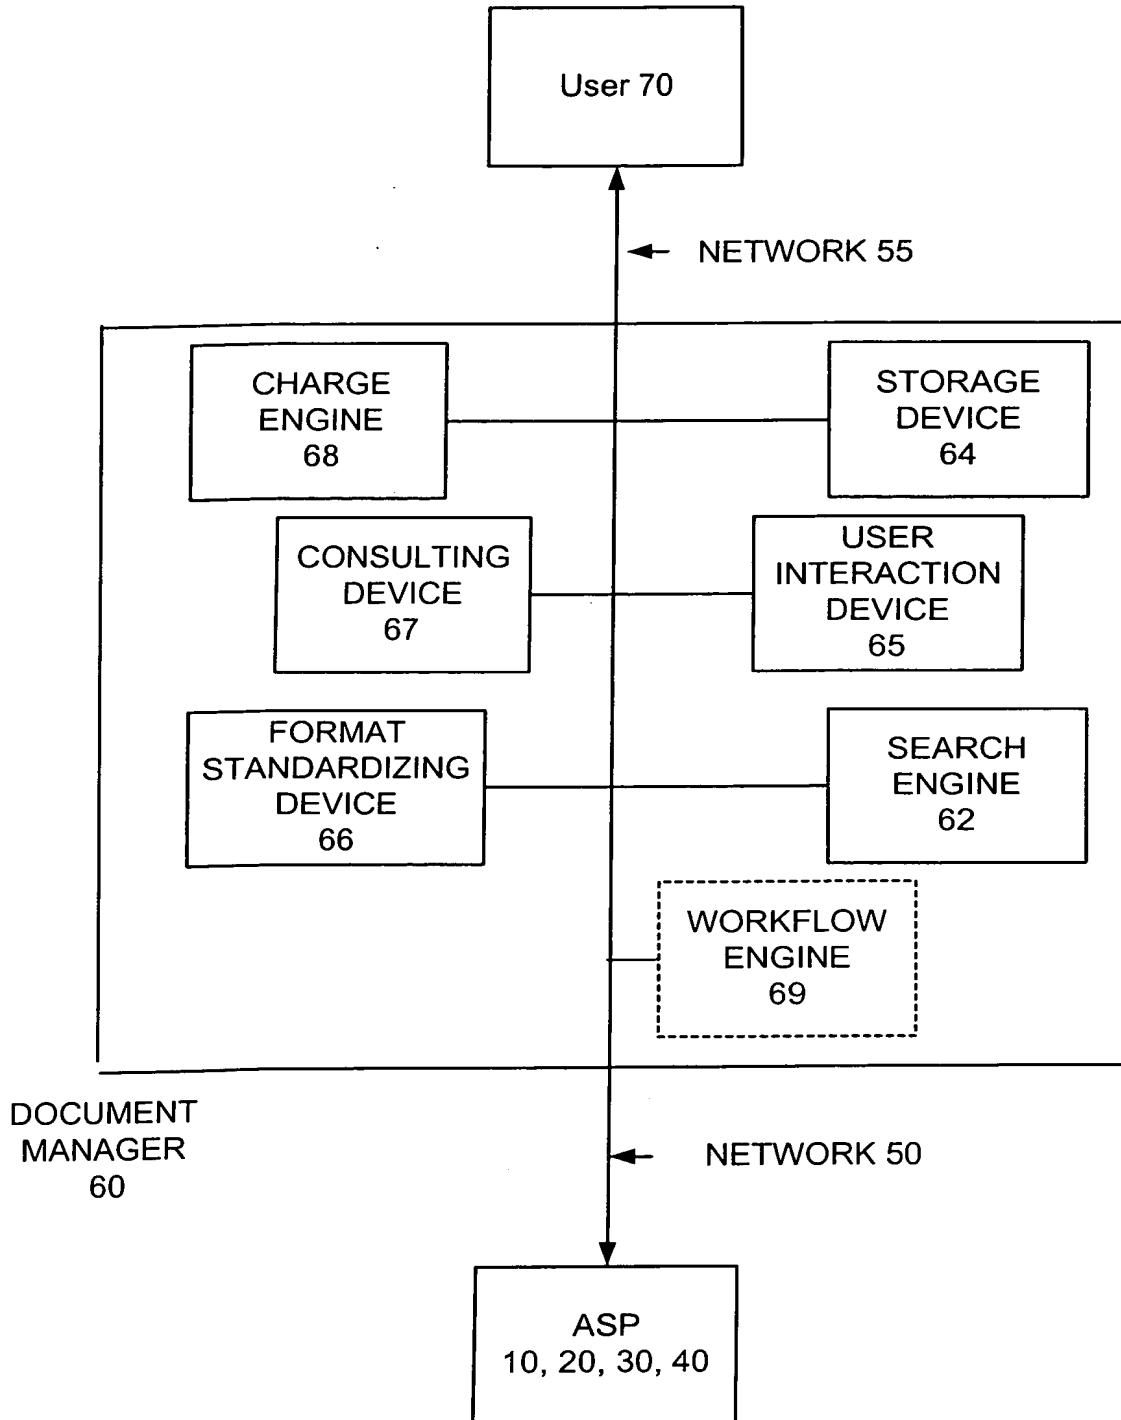 User 70
NETWORK 55
CHARGE
ENGINE
68
STORAGE
DEVICE
64
CONSULTING
DEVICE
67
USER
INTERACTION
DEVICE
65
FORMAT
STANDARDIZING
DEVICE
66
SEARCH
ENGINE
62
WORKFLOW
ENGINE
69
DOCUMENT
MANAGER
60
NETWORK 50
ASP
10, 20, 30, 40